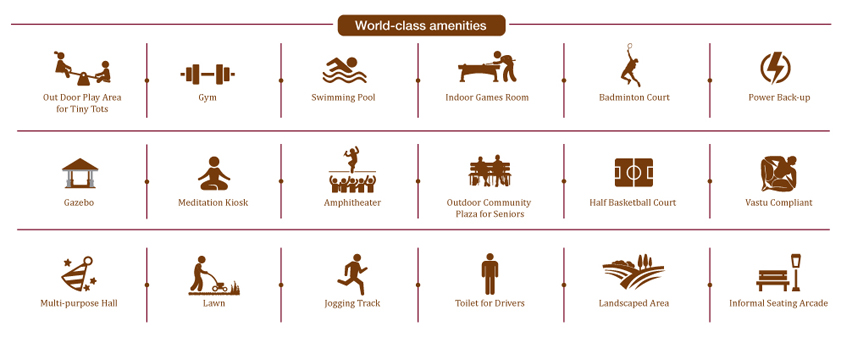 World-class amenities
Out Door Play Area
for Tiny Tots
Gym
Swimming Pool
Indoor Games Room
Badminton Court
Power Back-up
Gazebo
Meditation Kiosk
Amphitheater
Outdoor Community
Plaza for Seniors
Half Basketball Court
Vastu Compliant
Multi-purpose Hall
Lawn
Jogging Track
Toilet for Drivers
Landscaped Area
Informal Seating Arcade